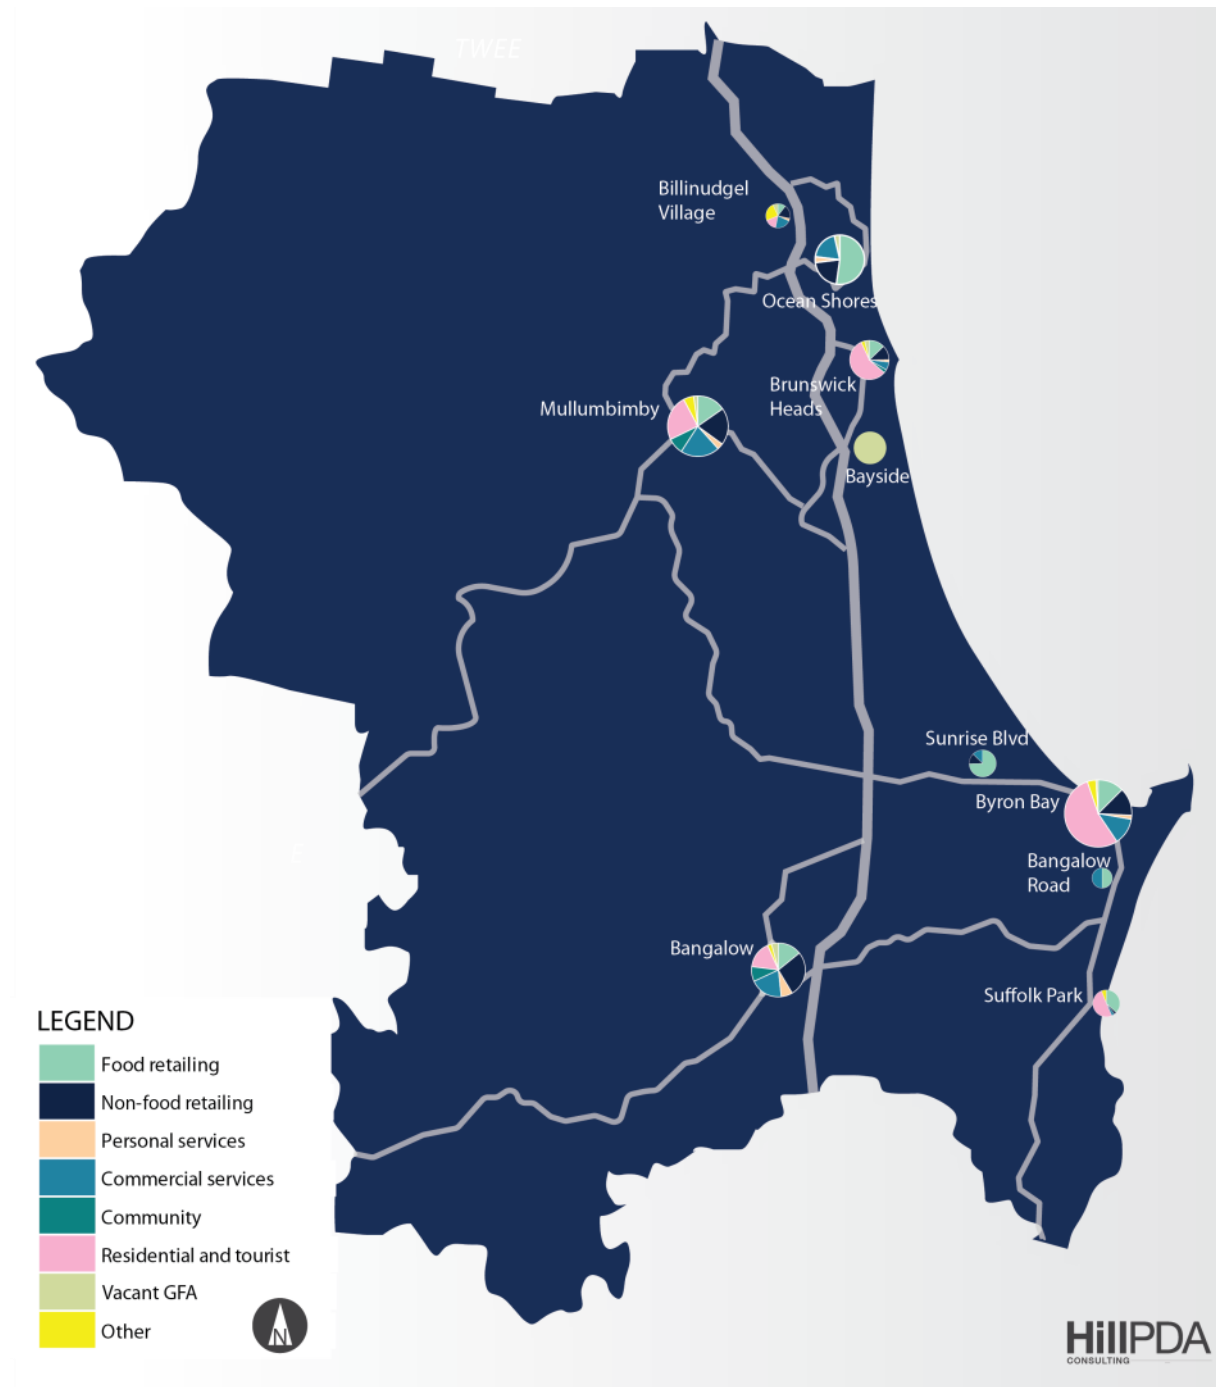 TWEE
Billinudgel
Village
Ocean Shores
Brunswick
Heads
Mullumbimby
Bayside
Sunrise Blvd
Byron Bay
E
Bangalow
Road
Bangalow
Suffolk Park
LEGEND
Food retailing
Non-food retailing
Personal services
Commercial services
Community
Residential and tourist
Vacant GFA
Other
N
HillPDA
CONSULTING